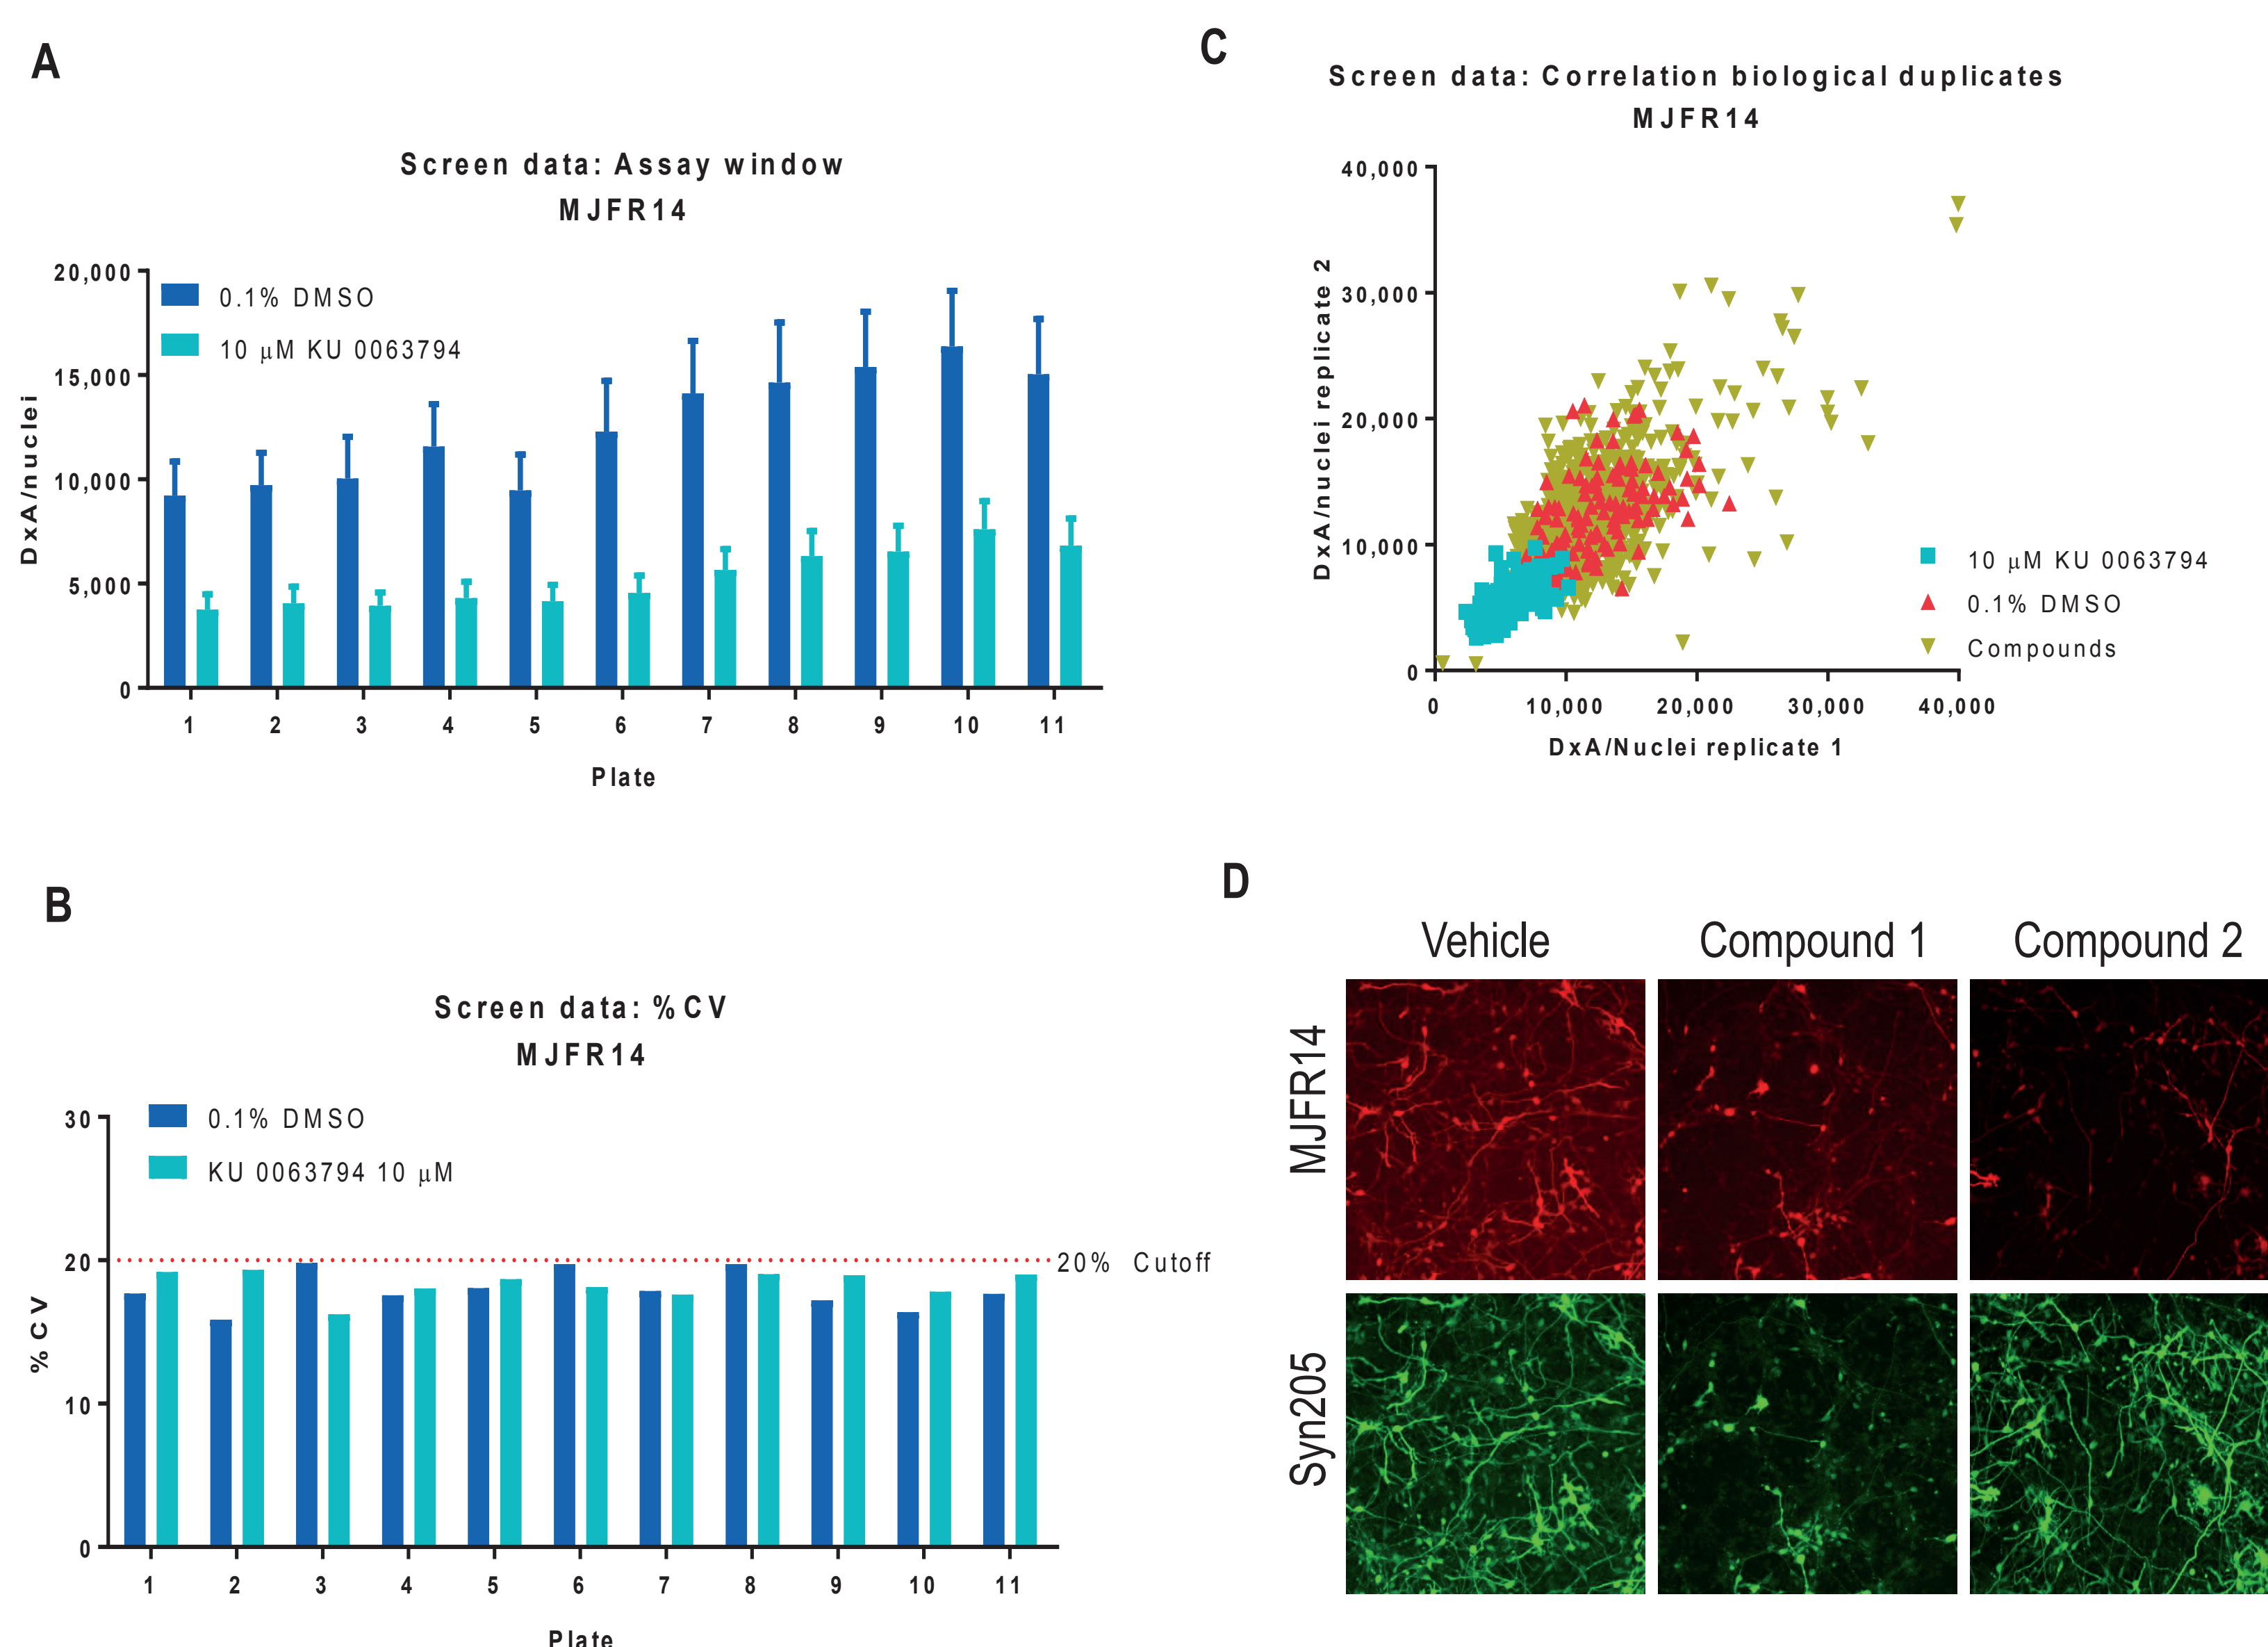 A
Screen data: Assay window
MJFR14
DxA/nuclei
20,000
15,000
10,000
5,000
0
0.1% DMSO
10 μM KU 0063794
1 2 3 4 5 6 7 8 9 10 11
Plate
B
Screen data: %CV
MJFR14
% CV
30
20
10
0
0.1% DMSO
KU 0063794 10 μM
20% Cutoff
1 2 3 4 5 6 7 8 9 10 11
Plate
C
Screen data: Correlation biological duplicates
MJFR14
DxA/nuclei replicate 2
40,000
30,000
20,000
10,000
0
10 μM KU 0063794
0.1% DMSO
Compounds
0 10,000 20,000 30,000 40,000
DxA/Nuclei replicate 1
D
Vehicle Compound 1 Compound 2
MJFR14
Syn205